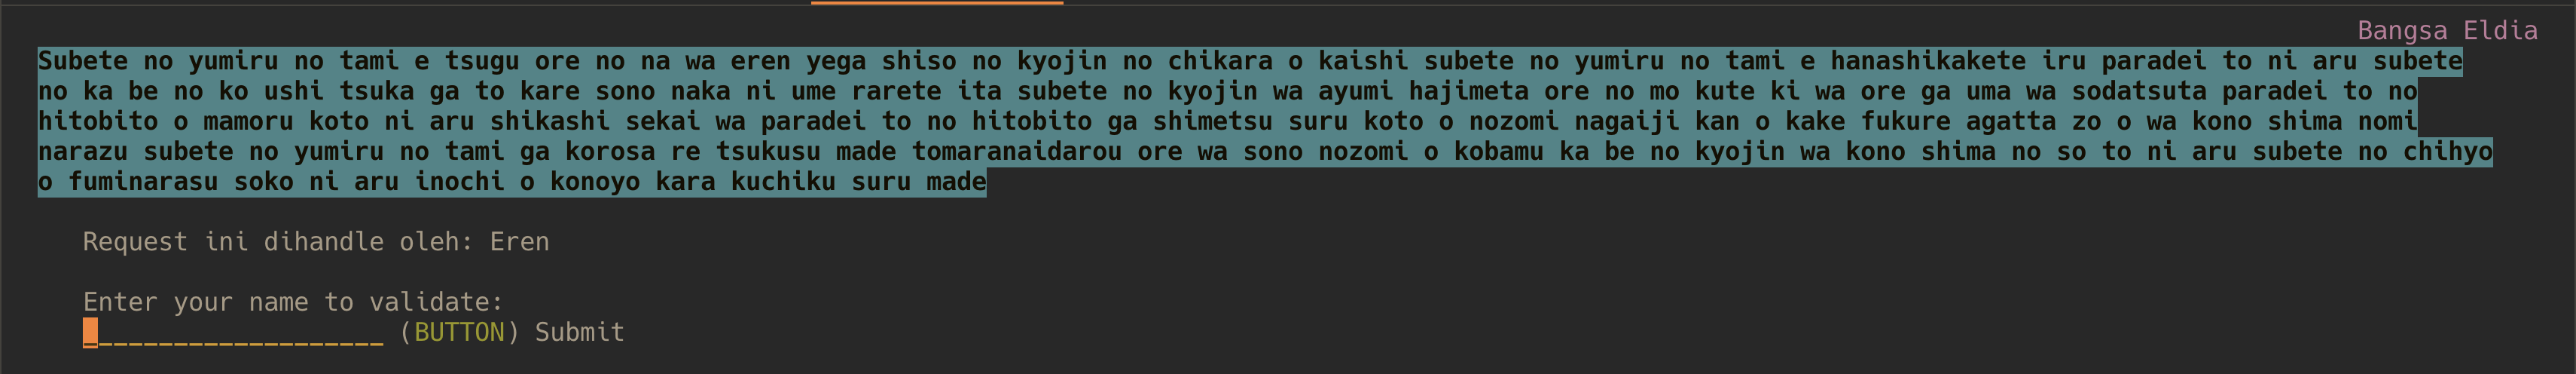 Bangsa Eldia
Subete no yumiru no tami e tsugu ore no na wa eren yega shiso no kyojin no chikara o kaishi subete no yumiru no tami e hanashikakete iru paradei to ni aru subete
no ka be no ko ushi tsuka ga to kare sono naka ni ume rarete ita subete no kyojin wa ayumi hajimeta ore no mo kute ki wa ore ga uma wa sodatsuta paradei to no
hitobito o mamoru koto ni aru shikashi sekai wa paradei to no hitobito ga shimetsu suru koto o nozomi nagaiji kan o kake fukure agatta zo o wa kono shima nomi
narazu subete no yumiru no tami ga korosa re tsukusu made tomaranaidarou ore wa sono nozomi o kobamu ka be no kyojin wa kono shima no so to ni aru subete no chihyo
o fuminarasu soko ni aru inochi o konoyo kara kuchiku suru made
Request ini dihandle oleh: Eren
Enter your name to validate:
____________________ (BUTTON) Submit